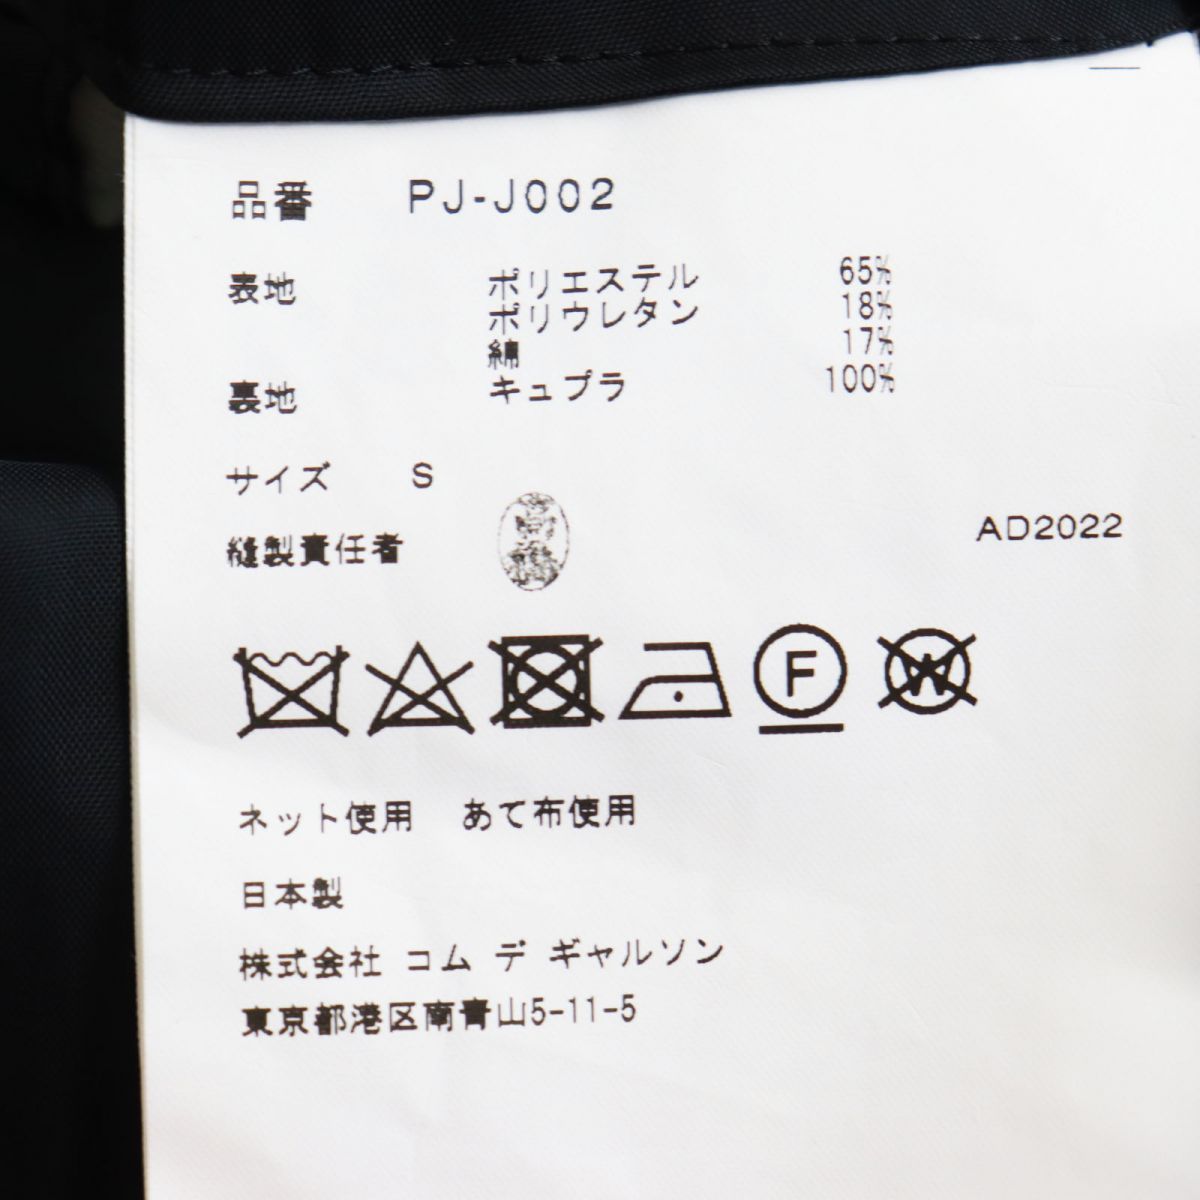 品番 PJ-J002
表地 ポリエステル 65%
ポリウレタン 18%
綿 17%
裏地 キュプラ 100%
サイズ S
縫製責任者
AD2022
F W
ネット使用 あて布使用
日本製
株式会社 コム デ ギャルソン
東京都港区南青山5-11-5